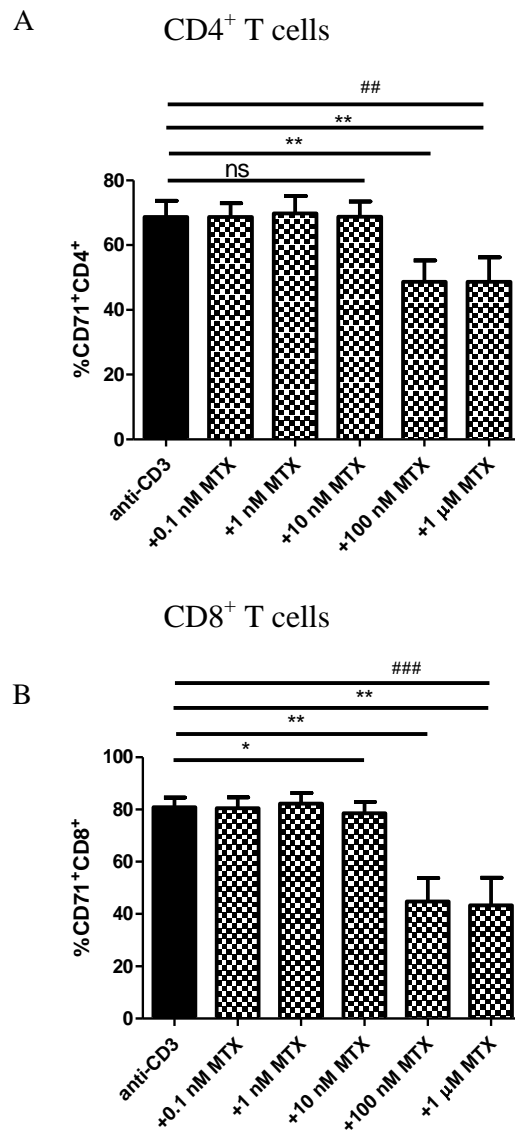 A
CD4⁺ T cells
##
**
**
ns
80
60
40
20
0
%CD71⁺CD4⁺
anti-CD3
+0.1 nM MTX
+1 nM MTX
+10 nM MTX
+100 nM MTX
+1 μM MTX
CD8⁺ T cells
B
###
**
**
*
100
80
60
40
20
0
%CD71⁺CD8⁺
anti-CD3
+0.1 nM MTX
+1 nM MTX
+10 nM MTX
+100 nM MTX
+1 μM MTX